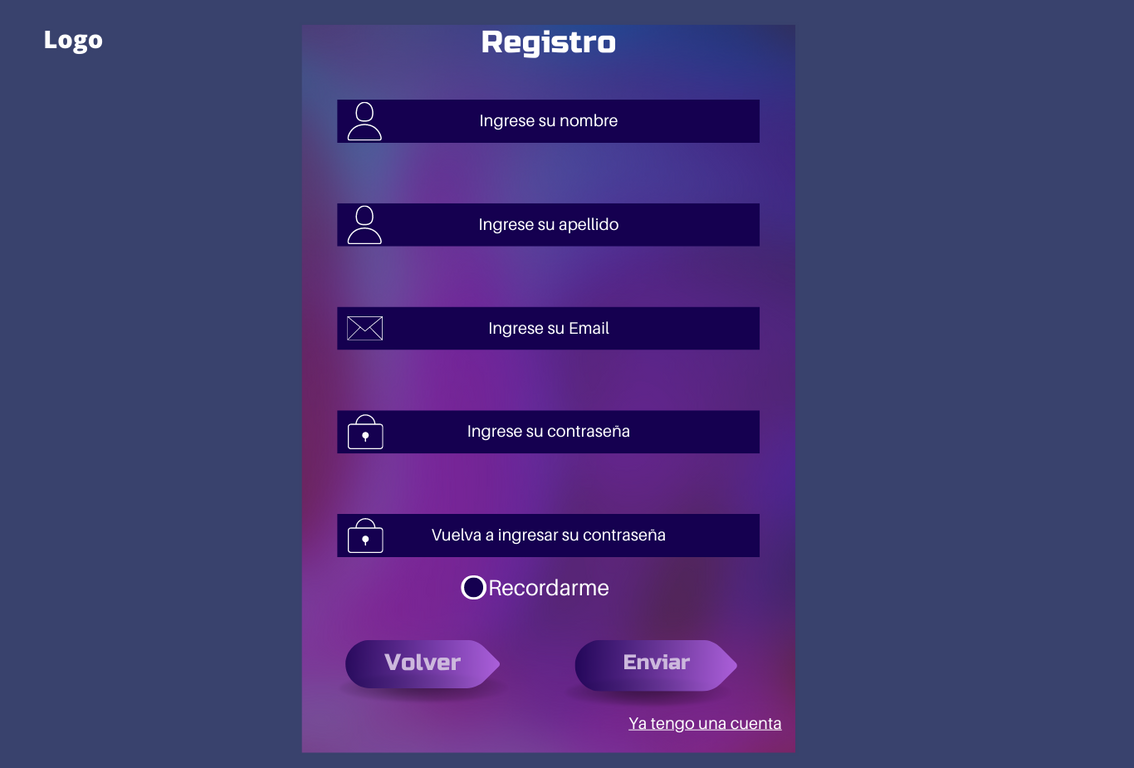 Logo
Registro
Ingrese su nombre
Ingrese su apellido
Ingrese su Email
Ingrese su contraseña
Vuelva a ingresar su contraseña
Recordarme
Volver
Enviar
Ya tengo una cuenta